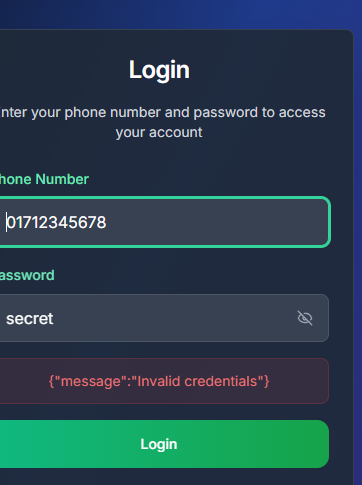 Login
nter your phone number and password to access
your account
hone Number
01712345678
assword
secret
{"message":"Invalid credentials"}
Login